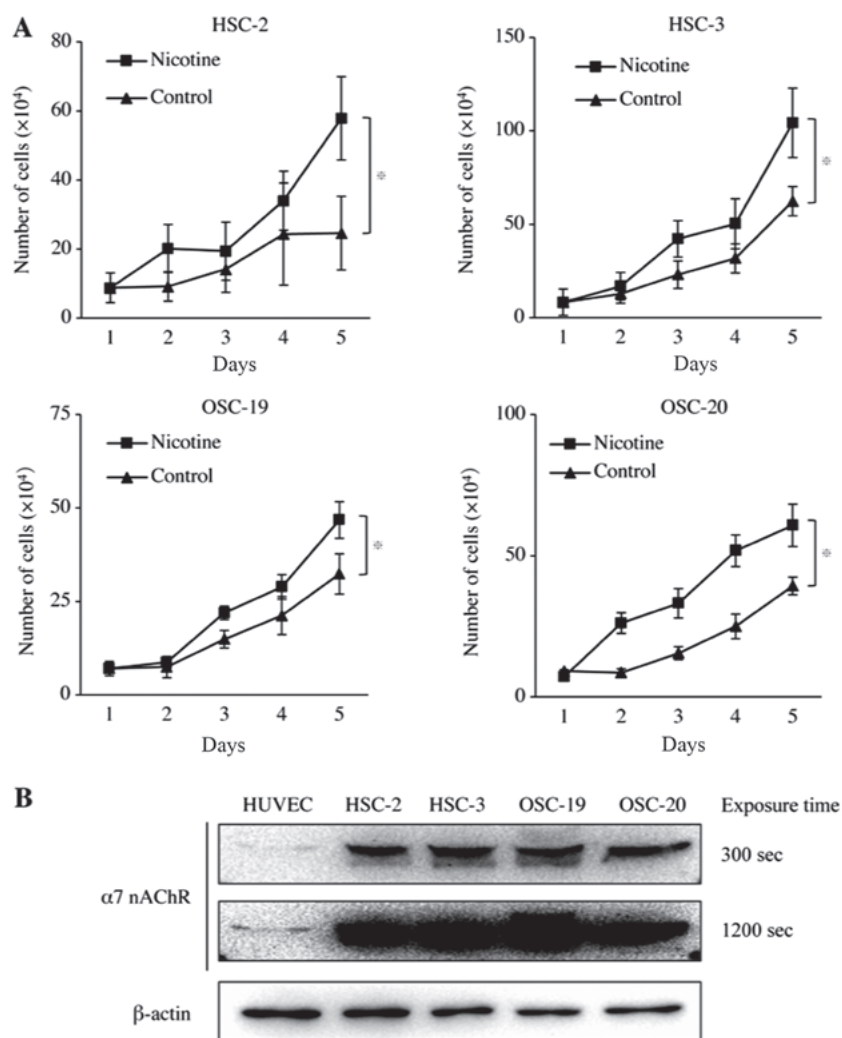 A
HSC-2
Number of cells (×10⁴)
80
60
40
20
0
Nicotine
Control
※
1 2 3 4 5
Days
HSC-3
Number of cells (×10⁴)
150
100
50
0
Nicotine
Control
※
1 2 3 4 5
Days
OSC-19
Number of cells (×10⁴)
75
50
25
0
Nicotine
Control
※
1 2 3 4 5
Days
OSC-20
Number of cells (×10⁴)
100
50
0
Nicotine
Control
※
1 2 3 4 5
Days
B
HUVEC HSC-2 HSC-3 OSC-19 OSC-20 Exposure time
α7 nAChR
300 sec
1200 sec
β-actin